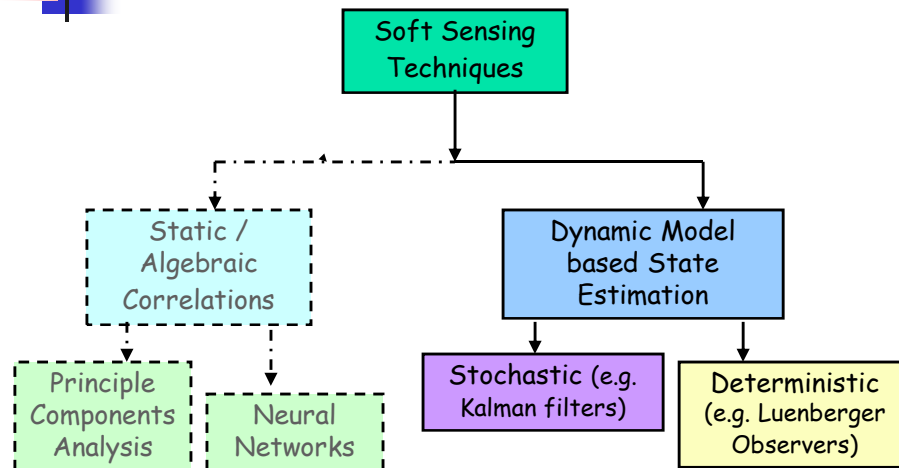 Soft Sensing
Techniques
Static /
Algebraic
Correlations
Dynamic Model
based State
Estimation
Principle
Components
Analysis
Neural
Networks
Stochastic (e.g.
Kalman filters)
Deterministic
(e.g. Luenberger
Observers)